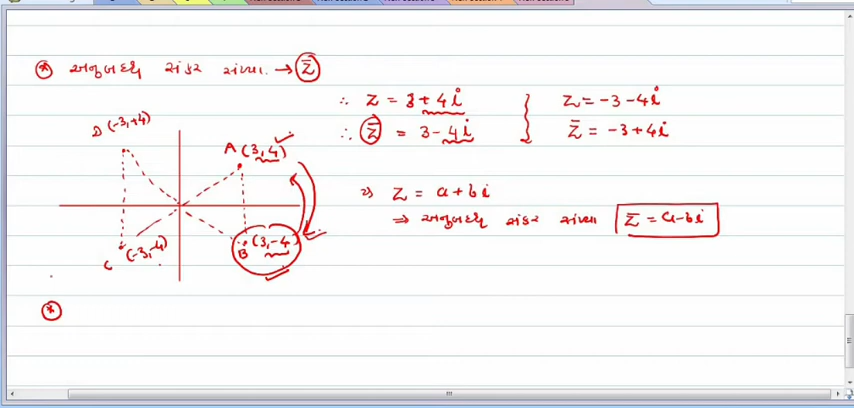 * અનુબદ્ધ સંકર સંખ્યા → z̄
∴ z = 3 + 4i
∴ z̄ = 3 - 4i
z = -3 - 4i
z̄ = -3 + 4i
D (-3, +4)
A (3, 4)
C (-3, -4)
B (3, -4)
⇒ z = a + bi
⇒ અનુબદ્ધ સંકર સંખ્યા z̄ = a - bi
*